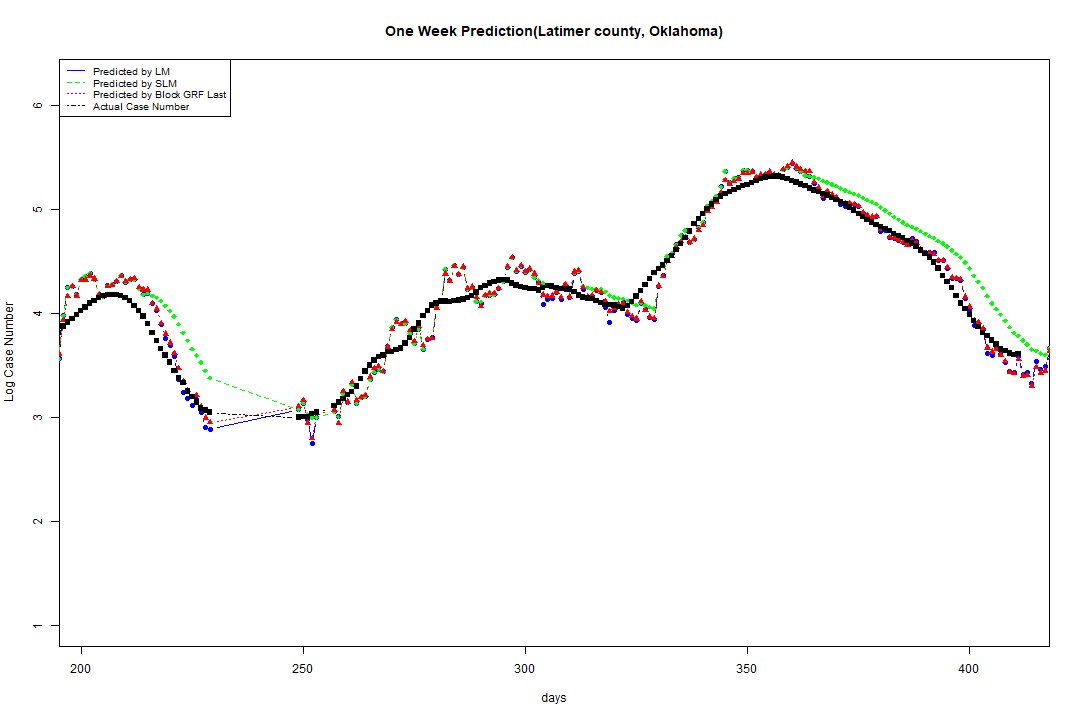 One Week Prediction(Latimer county, Oklahoma)
Predicted by LM
Predicted by SLM
Predicted by Block GRF Last
Actual Case Number
Log Case Number
6
5
4
3
2
1
200
250
300
350
400
days